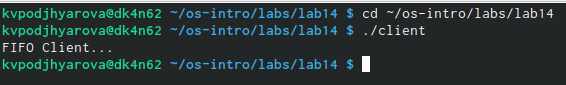 kvpodjhyarova@dk4n62 ~/os-intro/labs/lab14 $ cd ~/os-intro/labs/lab14
kvpodjhyarova@dk4n62 ~/os-intro/labs/lab14 $ ./client
FIFO Client...
kvpodjhyarova@dk4n62 ~/os-intro/labs/lab14 $